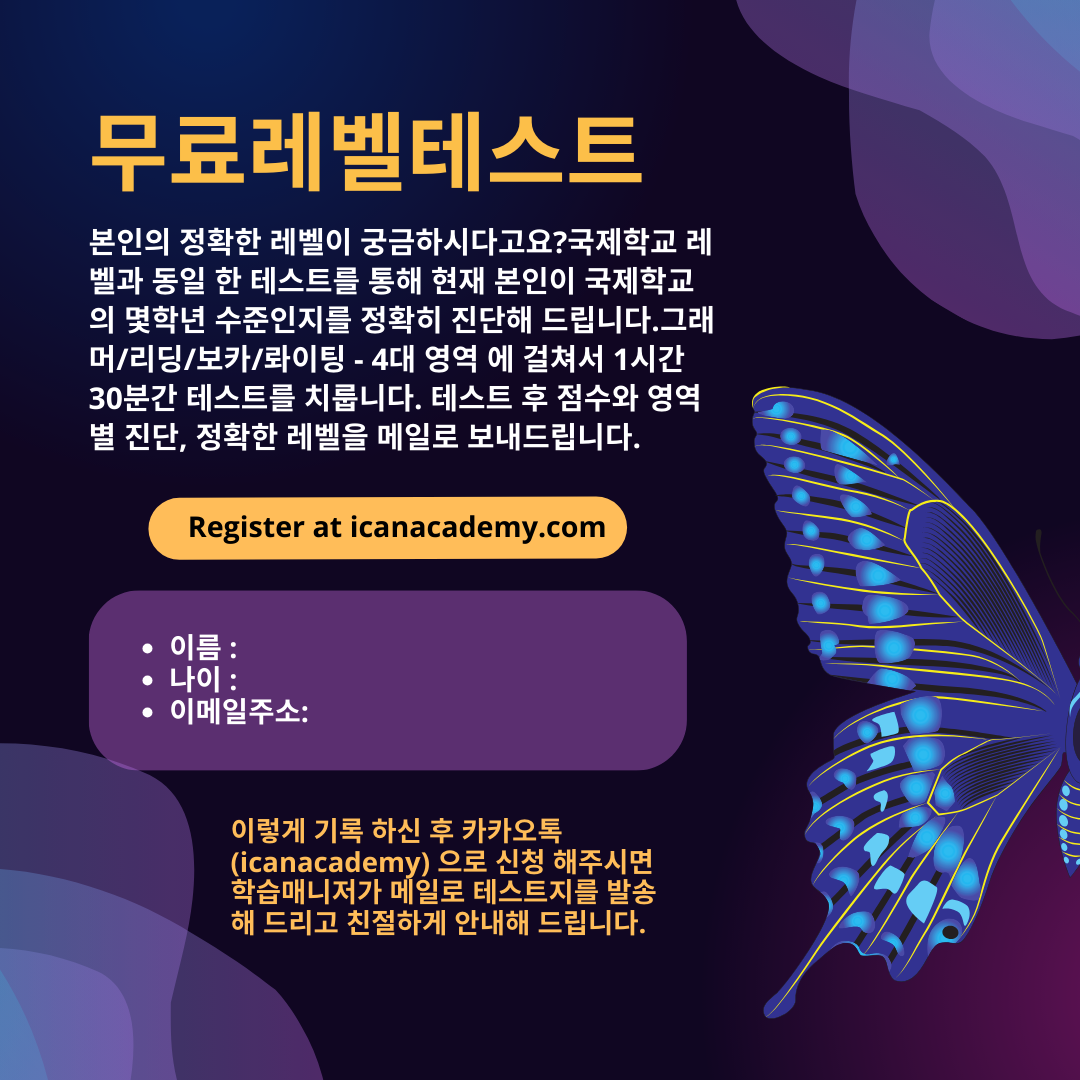 무료레벨테스트
본인의 정확한 레벨이 궁금하시다고요?국제학교 레
벨과 동일 한 테스트를 통해 현재 본인이 국제학교
의 몇학년 수준인지를 정확히 진단해 드립니다.그래
머/리딩/보카/롸이팅 - 4대 영역 에 걸쳐서 1시간
30분간 테스트를 치룹니다. 테스트 후 점수와 영역
별 진단, 정확한 레벨을 메일로 보내드립니다.
Register at icanacademy.com
• 이름 :
• 나이 :
• 이메일주소:
이렇게 기록 하신 후 카카오톡
(icanacademy) 으로 신청 해주시면
학습매니저가 메일로 테스트지를 발송
해 드리고 친절하게 안내해 드립니다.